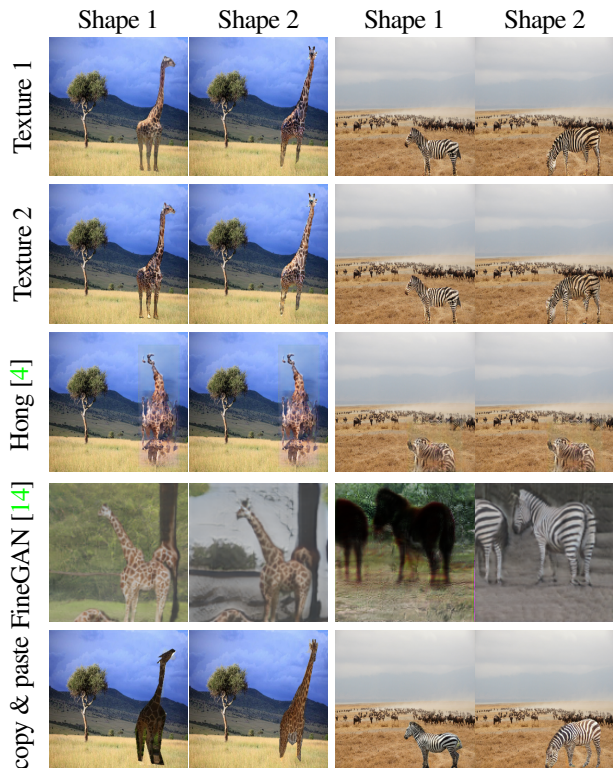 Shape 1 Shape 2 Shape 1 Shape 2
Texture 1
Texture 2
Hong [4]
FineGAN [14]
copy & paste